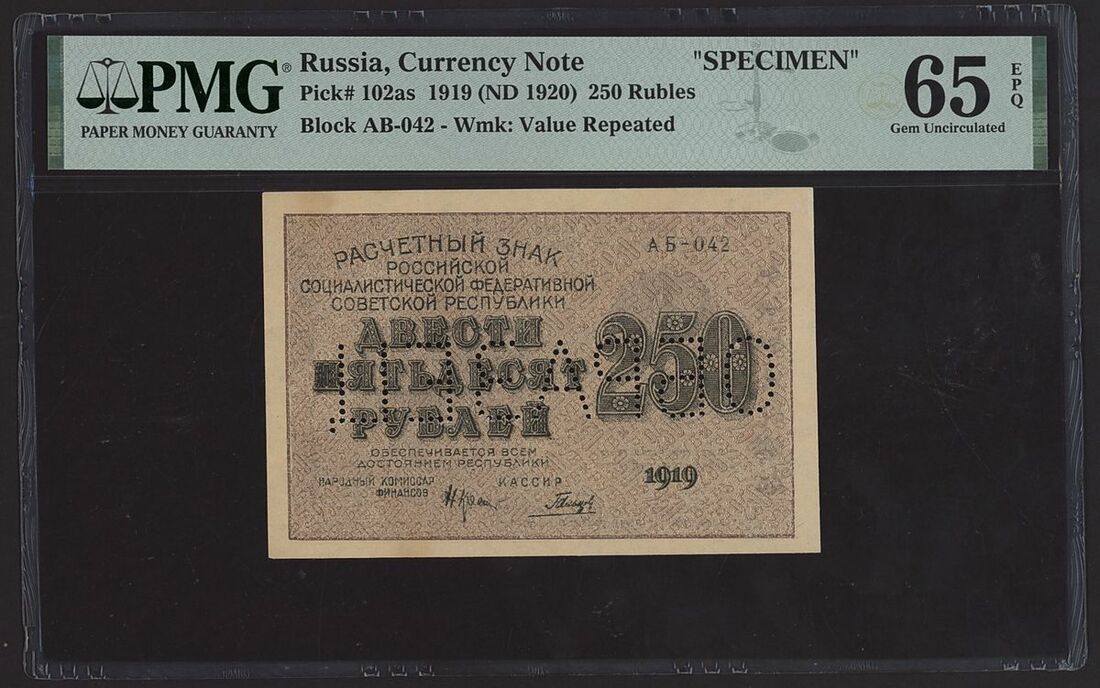 PMG®
PAPER MONEY GUARANTY
Russia, Currency Note "SPECIMEN"
Pick# 102as 1919 (ND 1920) 250 Rubles
Block AB-042 - Wmk: Value Repeated
65 EPQ
Gem Uncirculated
АБ-042
РАСЧЕТНЫЙ ЗНАК
РОССИЙСКОЙ
СОЦИАЛИСТИЧЕСКОЙ ФЕДЕРАТИВНОЙ
СОВЕТСКОЙ РЕСПУБЛИКИ
ДВЕСТИ
ПЯТЬДЕСЯТ
РУБЛЕЙ
250
ОБЕСПЕЧИВАЕТСЯ ВСЕМ
ДОСТОЯНИЕМ РЕСПУБЛИКИ
НАРОДНЫЙ КОМИССАР
ФИНАНСОВ
КАССИР
1919